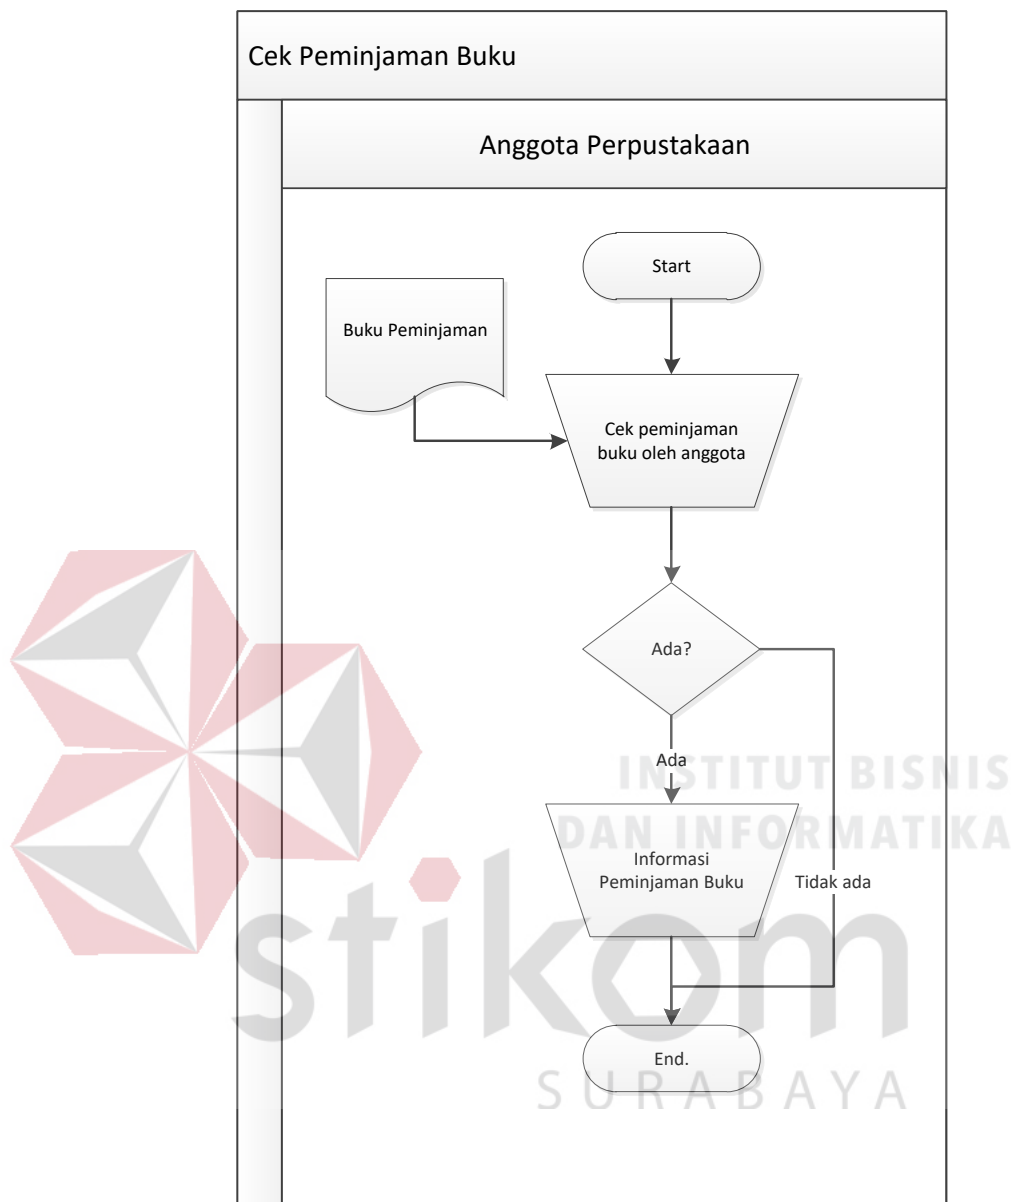 Cek Peminjaman Buku
Anggota Perpustakaan
Start
Buku Peminjaman
Cek peminjaman
buku oleh anggota
Ada?
Ada
Informasi
Peminjaman Buku
Tidak ada
End.
INSTITUT BISNIS
DAN INFORMATIKA
stikom
SURABAYA